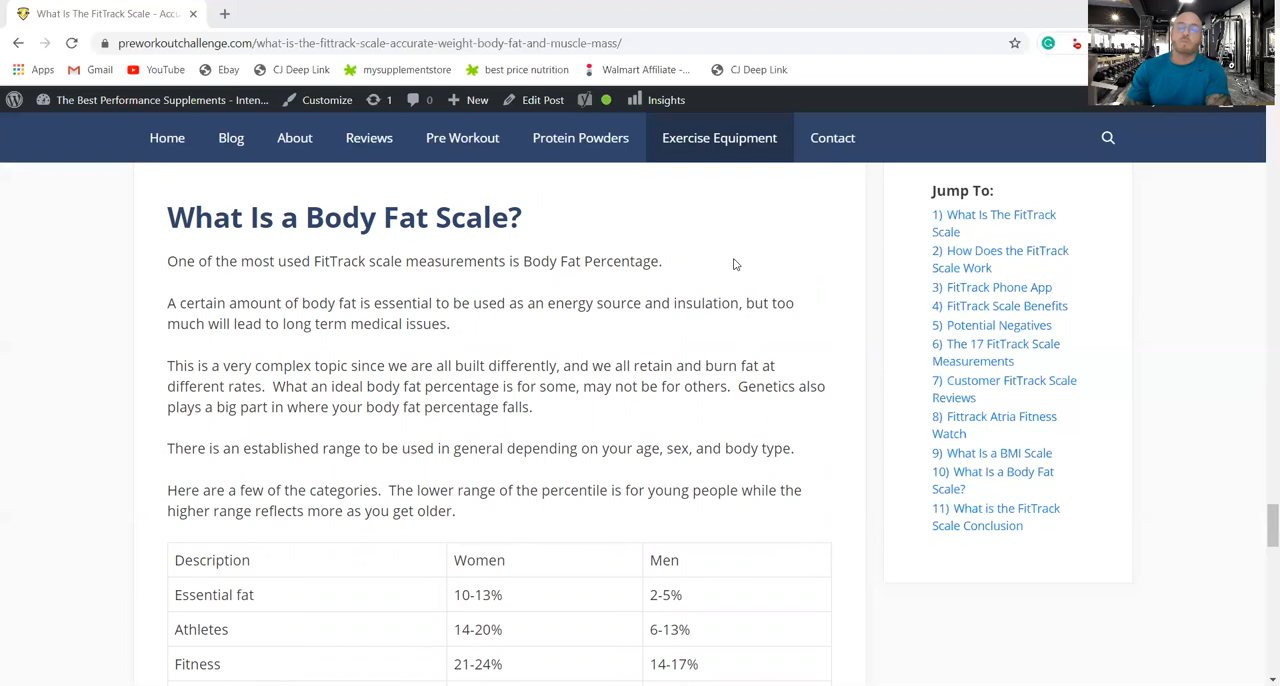 What Is The FitTrack Scale - Accu
preworkoutchallenge.com/what-is-the-fittrack-scale-accurate-weight-body-fat-and-muscle-mass/
Apps Gmail YouTube Ebay CJ Deep Link mysupplementstore best price nutrition Walmart Affiliate -... CJ Deep Link
The Best Performance Supplements - Inten... Customize 1 0 New Edit Post Insights
Home Blog About Reviews Pre Workout Protein Powders Exercise Equipment Contact
What Is a Body Fat Scale?
One of the most used FitTrack scale measurements is Body Fat Percentage.
A certain amount of body fat is essential to be used as an energy source and insulation, but too
much will lead to long term medical issues.
This is a very complex topic since we are all built differently, and we all retain and burn fat at
different rates. What an ideal body fat percentage is for some, may not be for others. Genetics also
plays a big part in where your body fat percentage falls.
There is an established range to be used in general depending on your age, sex, and body type.
Here are a few of the categories. The lower range of the percentile is for young people while the
higher range reflects more as you get older.
Description Women Men
Essential fat 10-13% 2-5%
Athletes 14-20% 6-13%
Fitness 21-24% 14-17%
Jump To:
1) What Is The FitTrack
Scale
2) How Does the FitTrack
Scale Work
3) FitTrack Phone App
4) FitTrack Scale Benefits
5) Potential Negatives
6) The 17 FitTrack Scale
Measurements
7) Customer FitTrack Scale
Reviews
8) Fittrack Atria Fitness
Watch
9) What Is a BMI Scale
10) What Is a Body Fat
Scale?
11) What is the FitTrack
Scale Conclusion